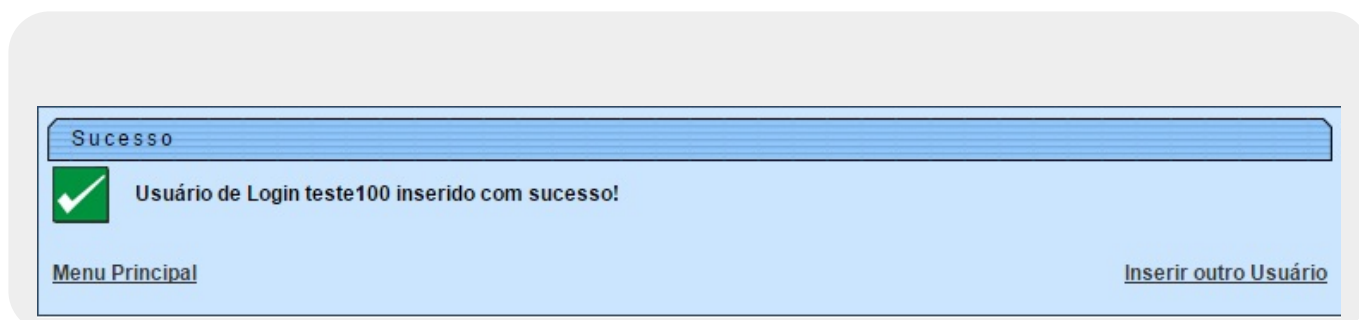 Sucesso
Usuário de Login teste100 inserido com sucesso!
Menu Principal
Inserir outro Usuário